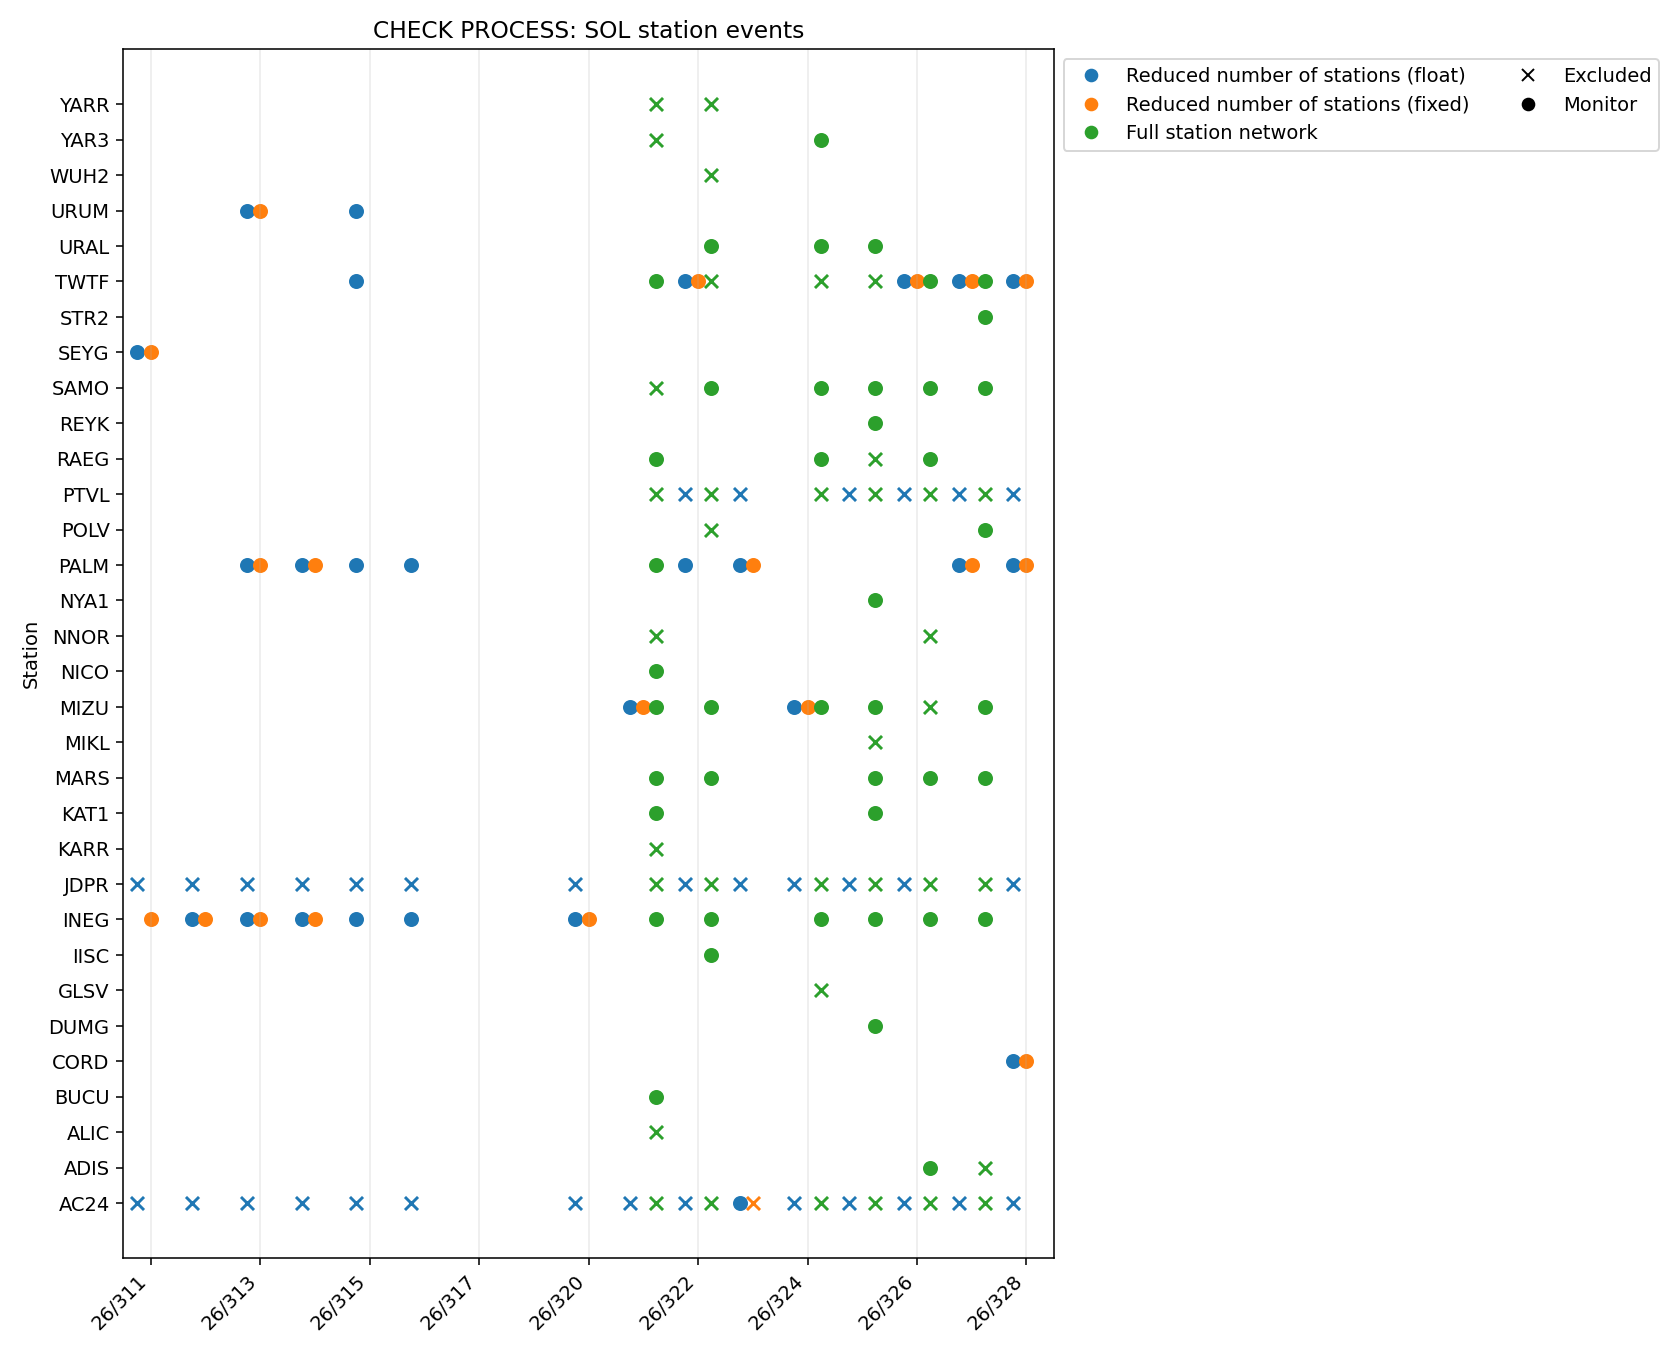 CHECK PROCESS: SOL station events
Reduced number of stations (float)
Reduced number of stations (fixed)
Full station network
Excluded
Monitor
Station
YARR
YAR3
WUH2
URUM
URAL
TWTF
STR2
SEYG
SAMO
REYK
RAEG
PTVL
POLV
PALM
NYA1
NNOR
NICO
MIZU
MIKL
MARS
KAT1
KARR
JDPR
INEG
IISC
GLSV
DUMG
CORD
BUCU
ALIC
ADIS
AC24
26/311
26/313
26/315
26/317
26/320
26/322
26/324
26/326
26/328